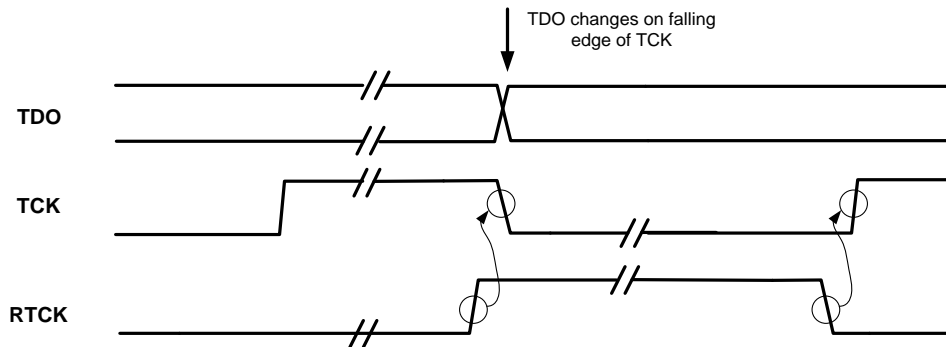 TDO changes on falling
edge of TCK
TDO
TCK
RTCK